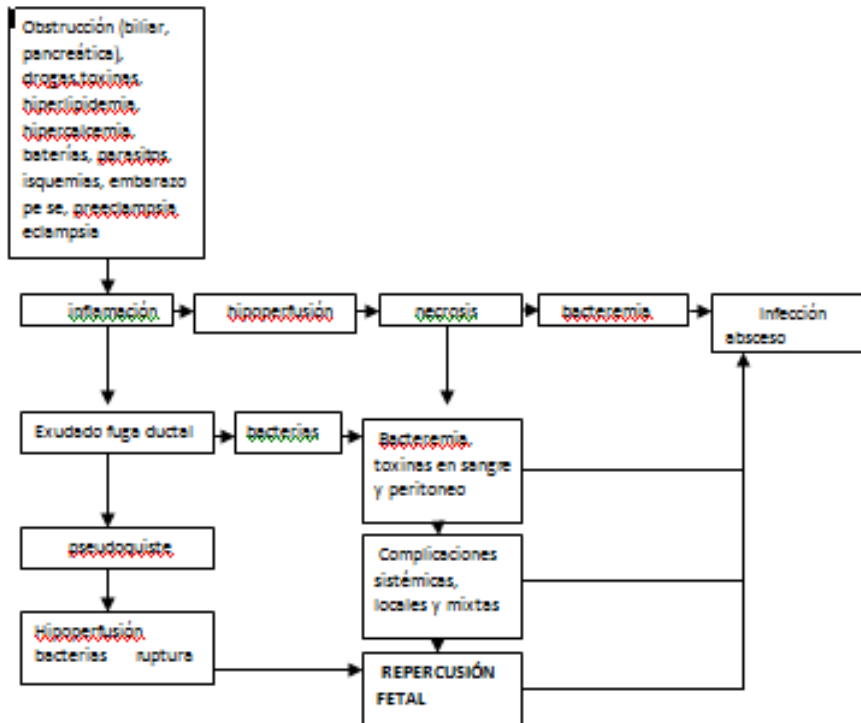 Obstrucción (biliar,
pancreática),
drogas,toxinas,
hiperlipidemia,
hipercalcemia,
baterías, parasitos,
isquemias, embarazo
pe se, preeclampsia,
eclampsia
inflamación
hipoperfusión
necrosis
bacteremia
Infección
absceso
Exudado fuga ductal
bacterias
Bacteremia,
toxinas en sangre
y peritoneo
pseudoquiste
Complicaciones
sistémicas,
locales y mixtas
Hipoperfusión
bacterias ruptura
REPERCUSIÓN
FETAL